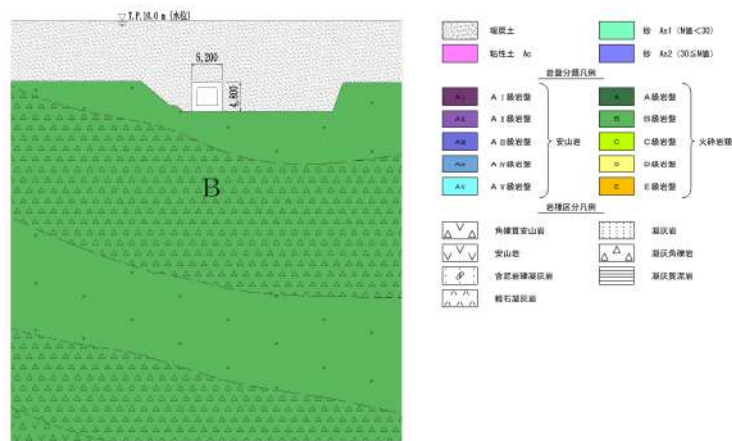 ▽ T.P.10.0 m (水位)
5,200
4,800
B
埋戻土
砂 As1 (N値<30)
粘性土 Ac
砂 As2 (30≦N値)
岩盤分類凡例
AⅠ AⅠ級岩盤
A A級岩盤
AⅡ AⅡ級岩盤
B B級岩盤
AⅢ AⅢ級岩盤
安山岩
C C級岩盤
火砕岩類
AⅣ AⅣ級岩盤
D D級岩盤
AⅤ AⅤ級岩盤
E E級岩盤
岩種区分凡例
角礫質安山岩
凝灰岩
安山岩
凝灰角礫岩
含泥岩礫凝灰岩
凝灰質泥岩
軽石凝灰岩